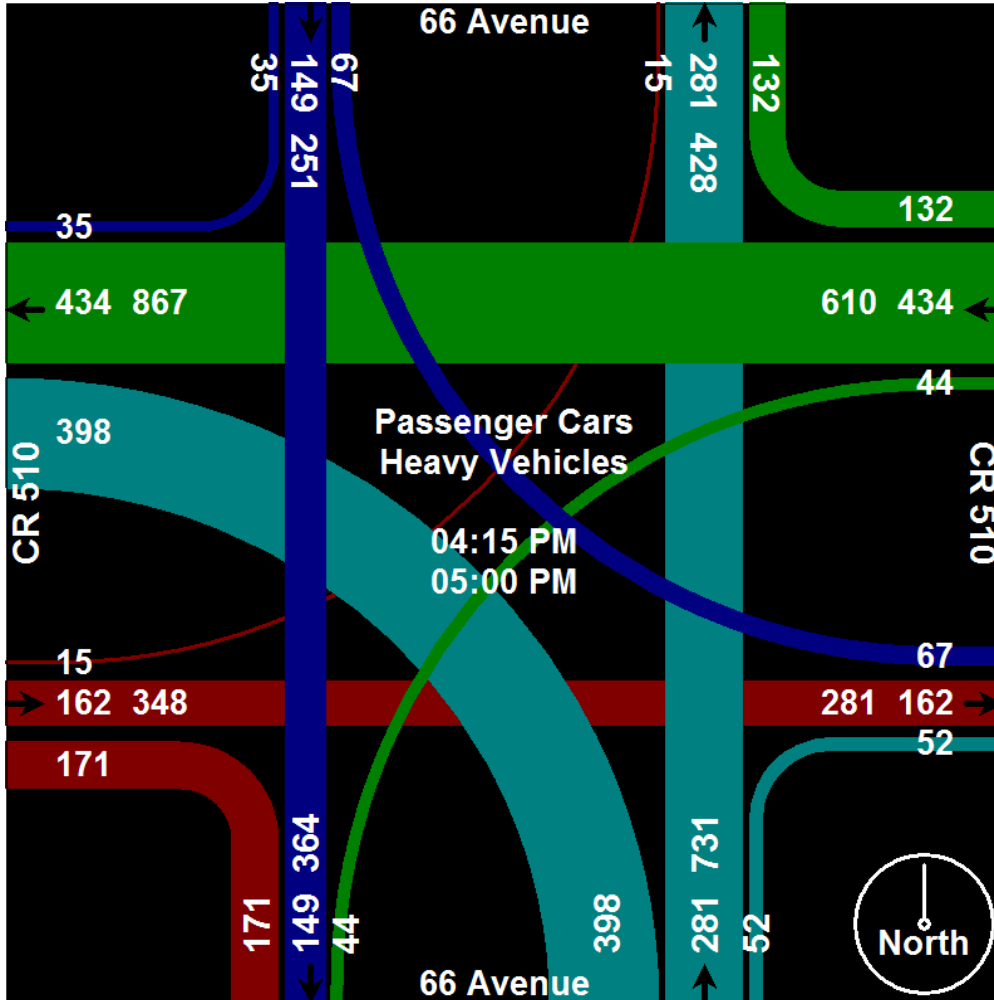 66 Avenue
35
149 251
67
15
281 428
132
35
132
434 867
610 434
44
398
Passenger Cars
Heavy Vehicles
CR 510
CR 510
04:15 PM
05:00 PM
15
67
162 348
281 162
171
52
171
149 364
44
398
281 731
52
North
66 Avenue